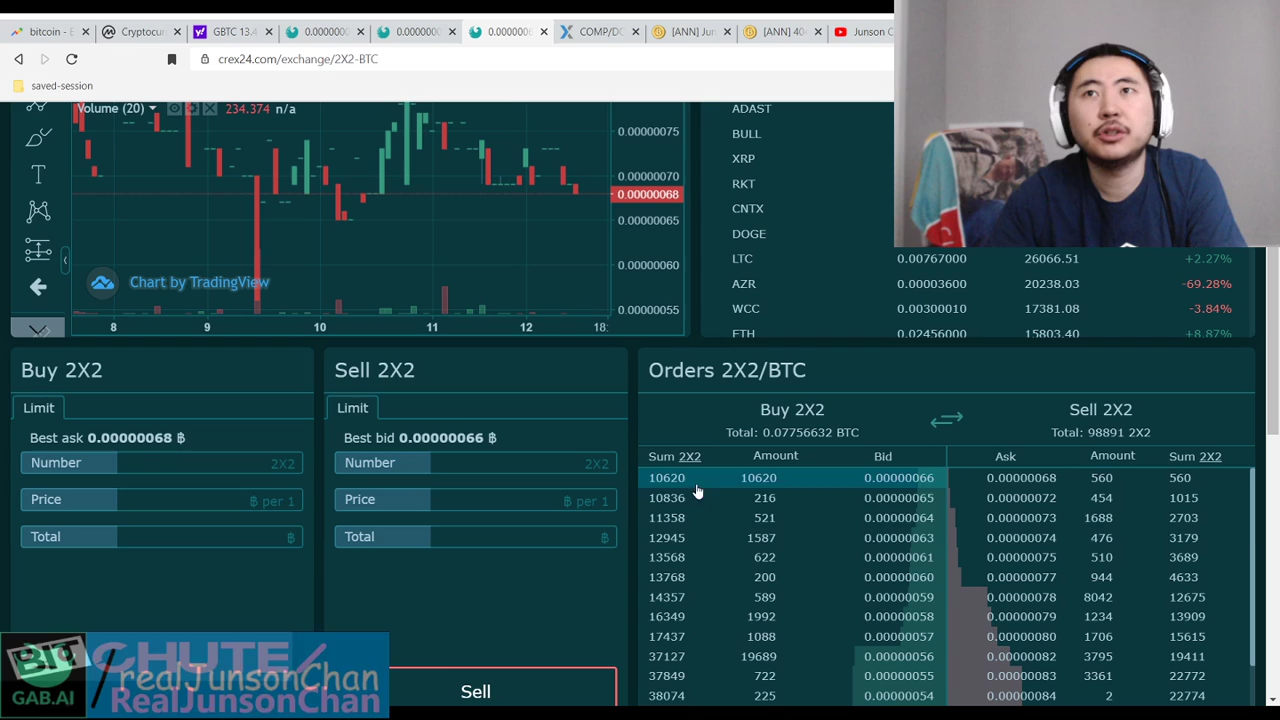 bitcoin - B
Cryptocur
GBTC 13.4
0.000000
0.000000
0.000000
COMP/DC
[ANN] Jun
[ANN] 40
Junson C
crex24.com/exchange/2X2-BTC
saved-session
Volume (20) 234.374 n/a
0.00000075
0.00000070
0.00000068
0.00000065
0.00000060
0.00000055
Chart by TradingView
8 9 10 11 12 18:
ADAST
BULL
XRP
RKT
CNTX
DOGE
LTC 0.00767000 26066.51 +2.27%
AZR 0.00003600 20238.03 -69.28%
WCC 0.00300010 17381.08 -3.84%
ETH 0.02456000 15803.40 +8.87%
Buy 2X2
Limit
Best ask 0.00000068 ฿
Number 2X2
Price ฿ per 1
Total ฿
Sell 2X2
Limit
Best bid 0.00000066 ฿
Number 2X2
Price ฿ per 1
Total ฿
Sell
Orders 2X2/BTC
Buy 2X2 Sell 2X2
Total: 0.07756632 BTC Total: 98891 2X2
Sum 2X2 Amount Bid Ask Amount Sum 2X2
10620 10620 0.00000066 0.00000068 560 560
10836 216 0.00000065 0.00000072 454 1015
11358 521 0.00000064 0.00000073 1688 2703
12945 1587 0.00000063 0.00000074 476 3179
13568 622 0.00000061 0.00000075 510 3689
13768 200 0.00000060 0.00000077 944 4633
14357 589 0.00000059 0.00000078 8042 12675
16349 1992 0.00000058 0.00000079 1234 13909
17437 1088 0.00000057 0.00000080 1706 15615
37127 19689 0.00000056 0.00000082 3795 19411
37849 722 0.00000055 0.00000083 3361 22772
38074 225 0.00000054 0.00000084 2 22774
GAB.AI
CHUTE/
/realJunsonChan
RealJunsonChan